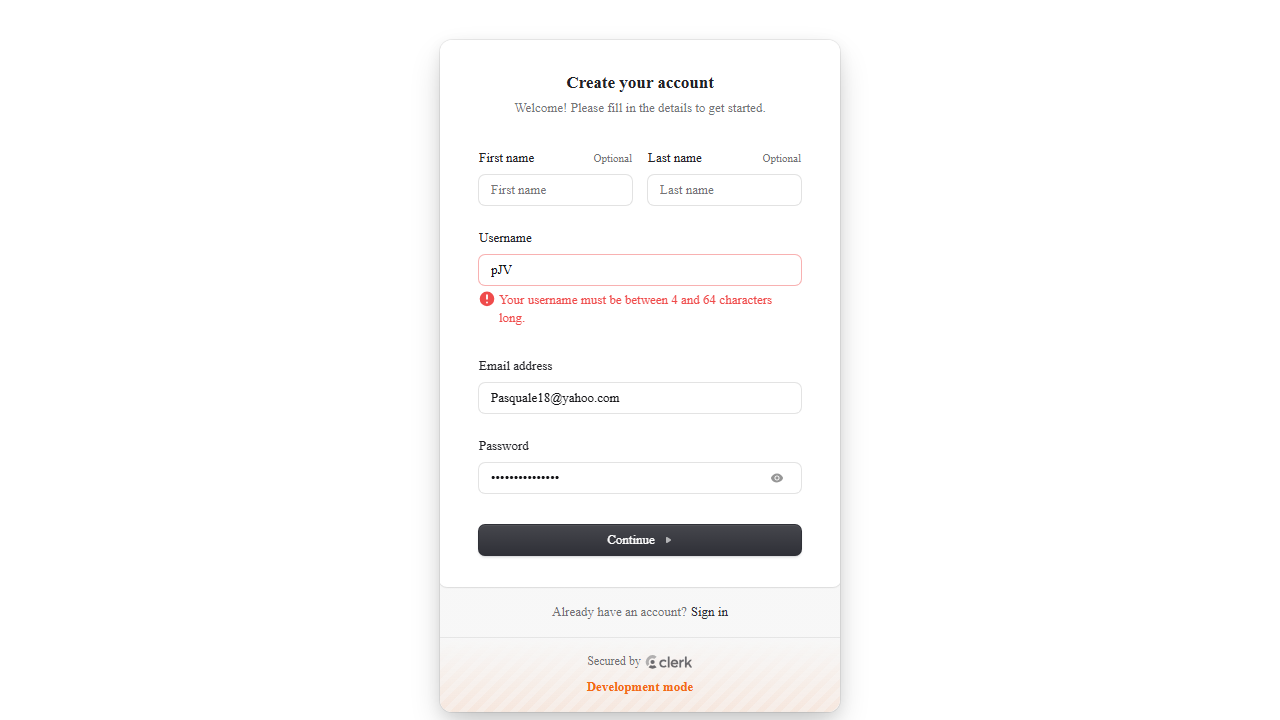 Create your account
Welcome! Please fill in the details to get started.
First name Optional Last name Optional
First name Last name
Username
pJV
Your username must be between 4 and 64 characters
long.
Email address
Pasquale18@yahoo.com
Password
•••••••••••••••
Continue
Already have an account? Sign in
Secured by clerk
Development mode